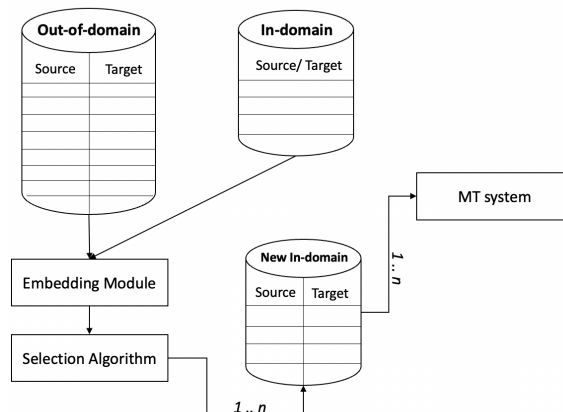 Out-of-domain
Source Target
In-domain
Source/ Target
MT system
Embedding Module
New In-domain
Source Target
1 .. n
Selection Algorithm
1 .. n